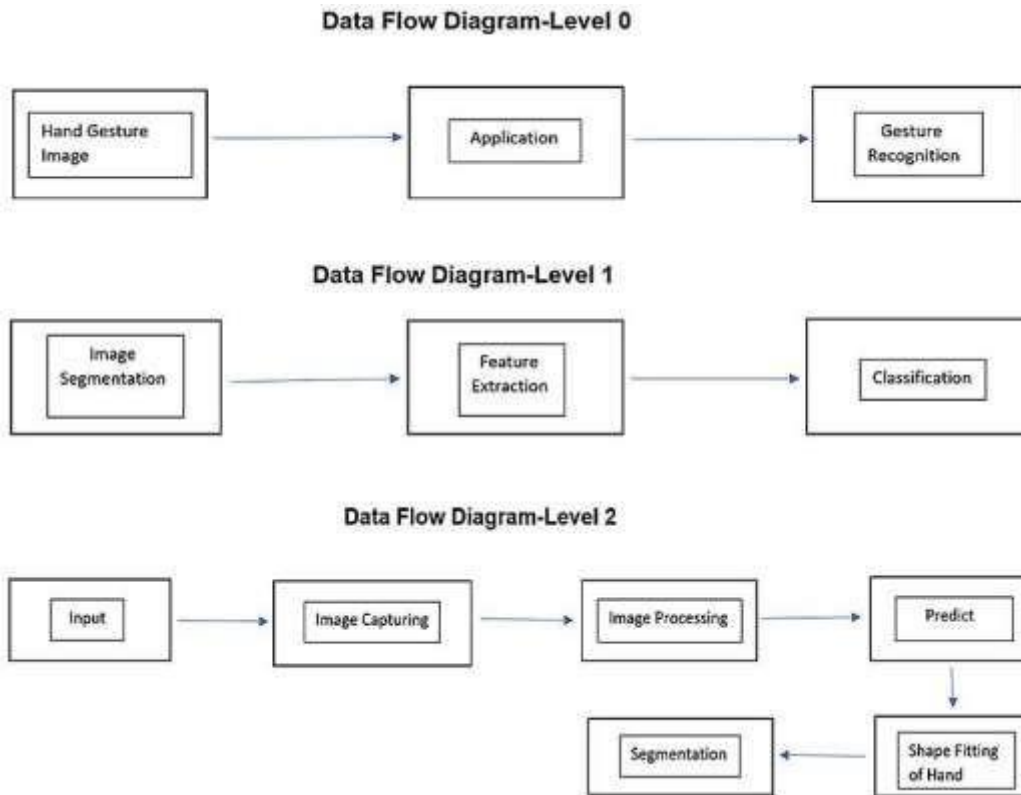 Data Flow Diagram-Level 0
Hand Gesture
Image
Application
Gesture
Recognition
Data Flow Diagram-Level 1
Image
Segmentation
Feature
Extraction
Classification
Data Flow Diagram-Level 2
Input
Image Capturing
Image Processing
Predict
Segmentation
Shape Fitting
of Hand